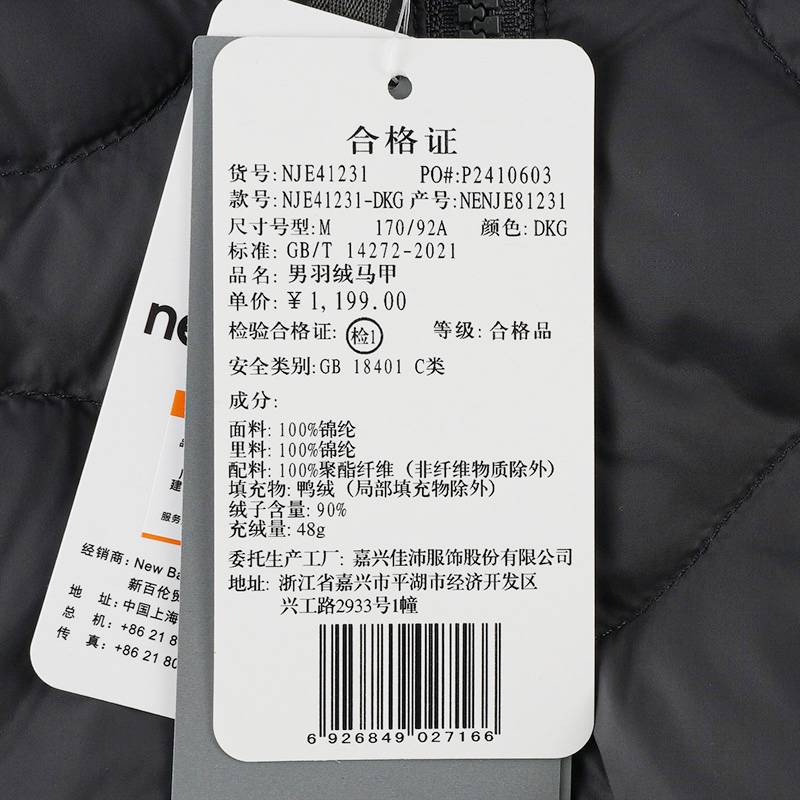 合格证
货号: NJE41231 PO#:P2410603
款号: NJE41231-DKG 产号: NENJE81231
尺寸号型: M 170/92A 颜色: DKG
标准: GB/T 14272-2021
品名: 男羽绒马甲
单价: ¥1,199.00
检验合格证: 检1 等级: 合格品
安全类别: GB 18401 C类
成分:
面料: 100%锦纶
里料: 100%锦纶
配料: 100%聚酯纤维（非纤维物质除外）
填充物: 鸭绒（局部填充物除外）
绒子含量: 90%
充绒量: 48g
委托生产工厂: 嘉兴佳沛服饰股份有限公司
地址: 浙江省嘉兴市平湖市经济开发区
兴工路2933号1幢
6 926849 027166
ne
服务
经销商: New Ba
新百伦贸
地 址: 中国上海
总 机: +86 21 8
传 真: +86 21 80